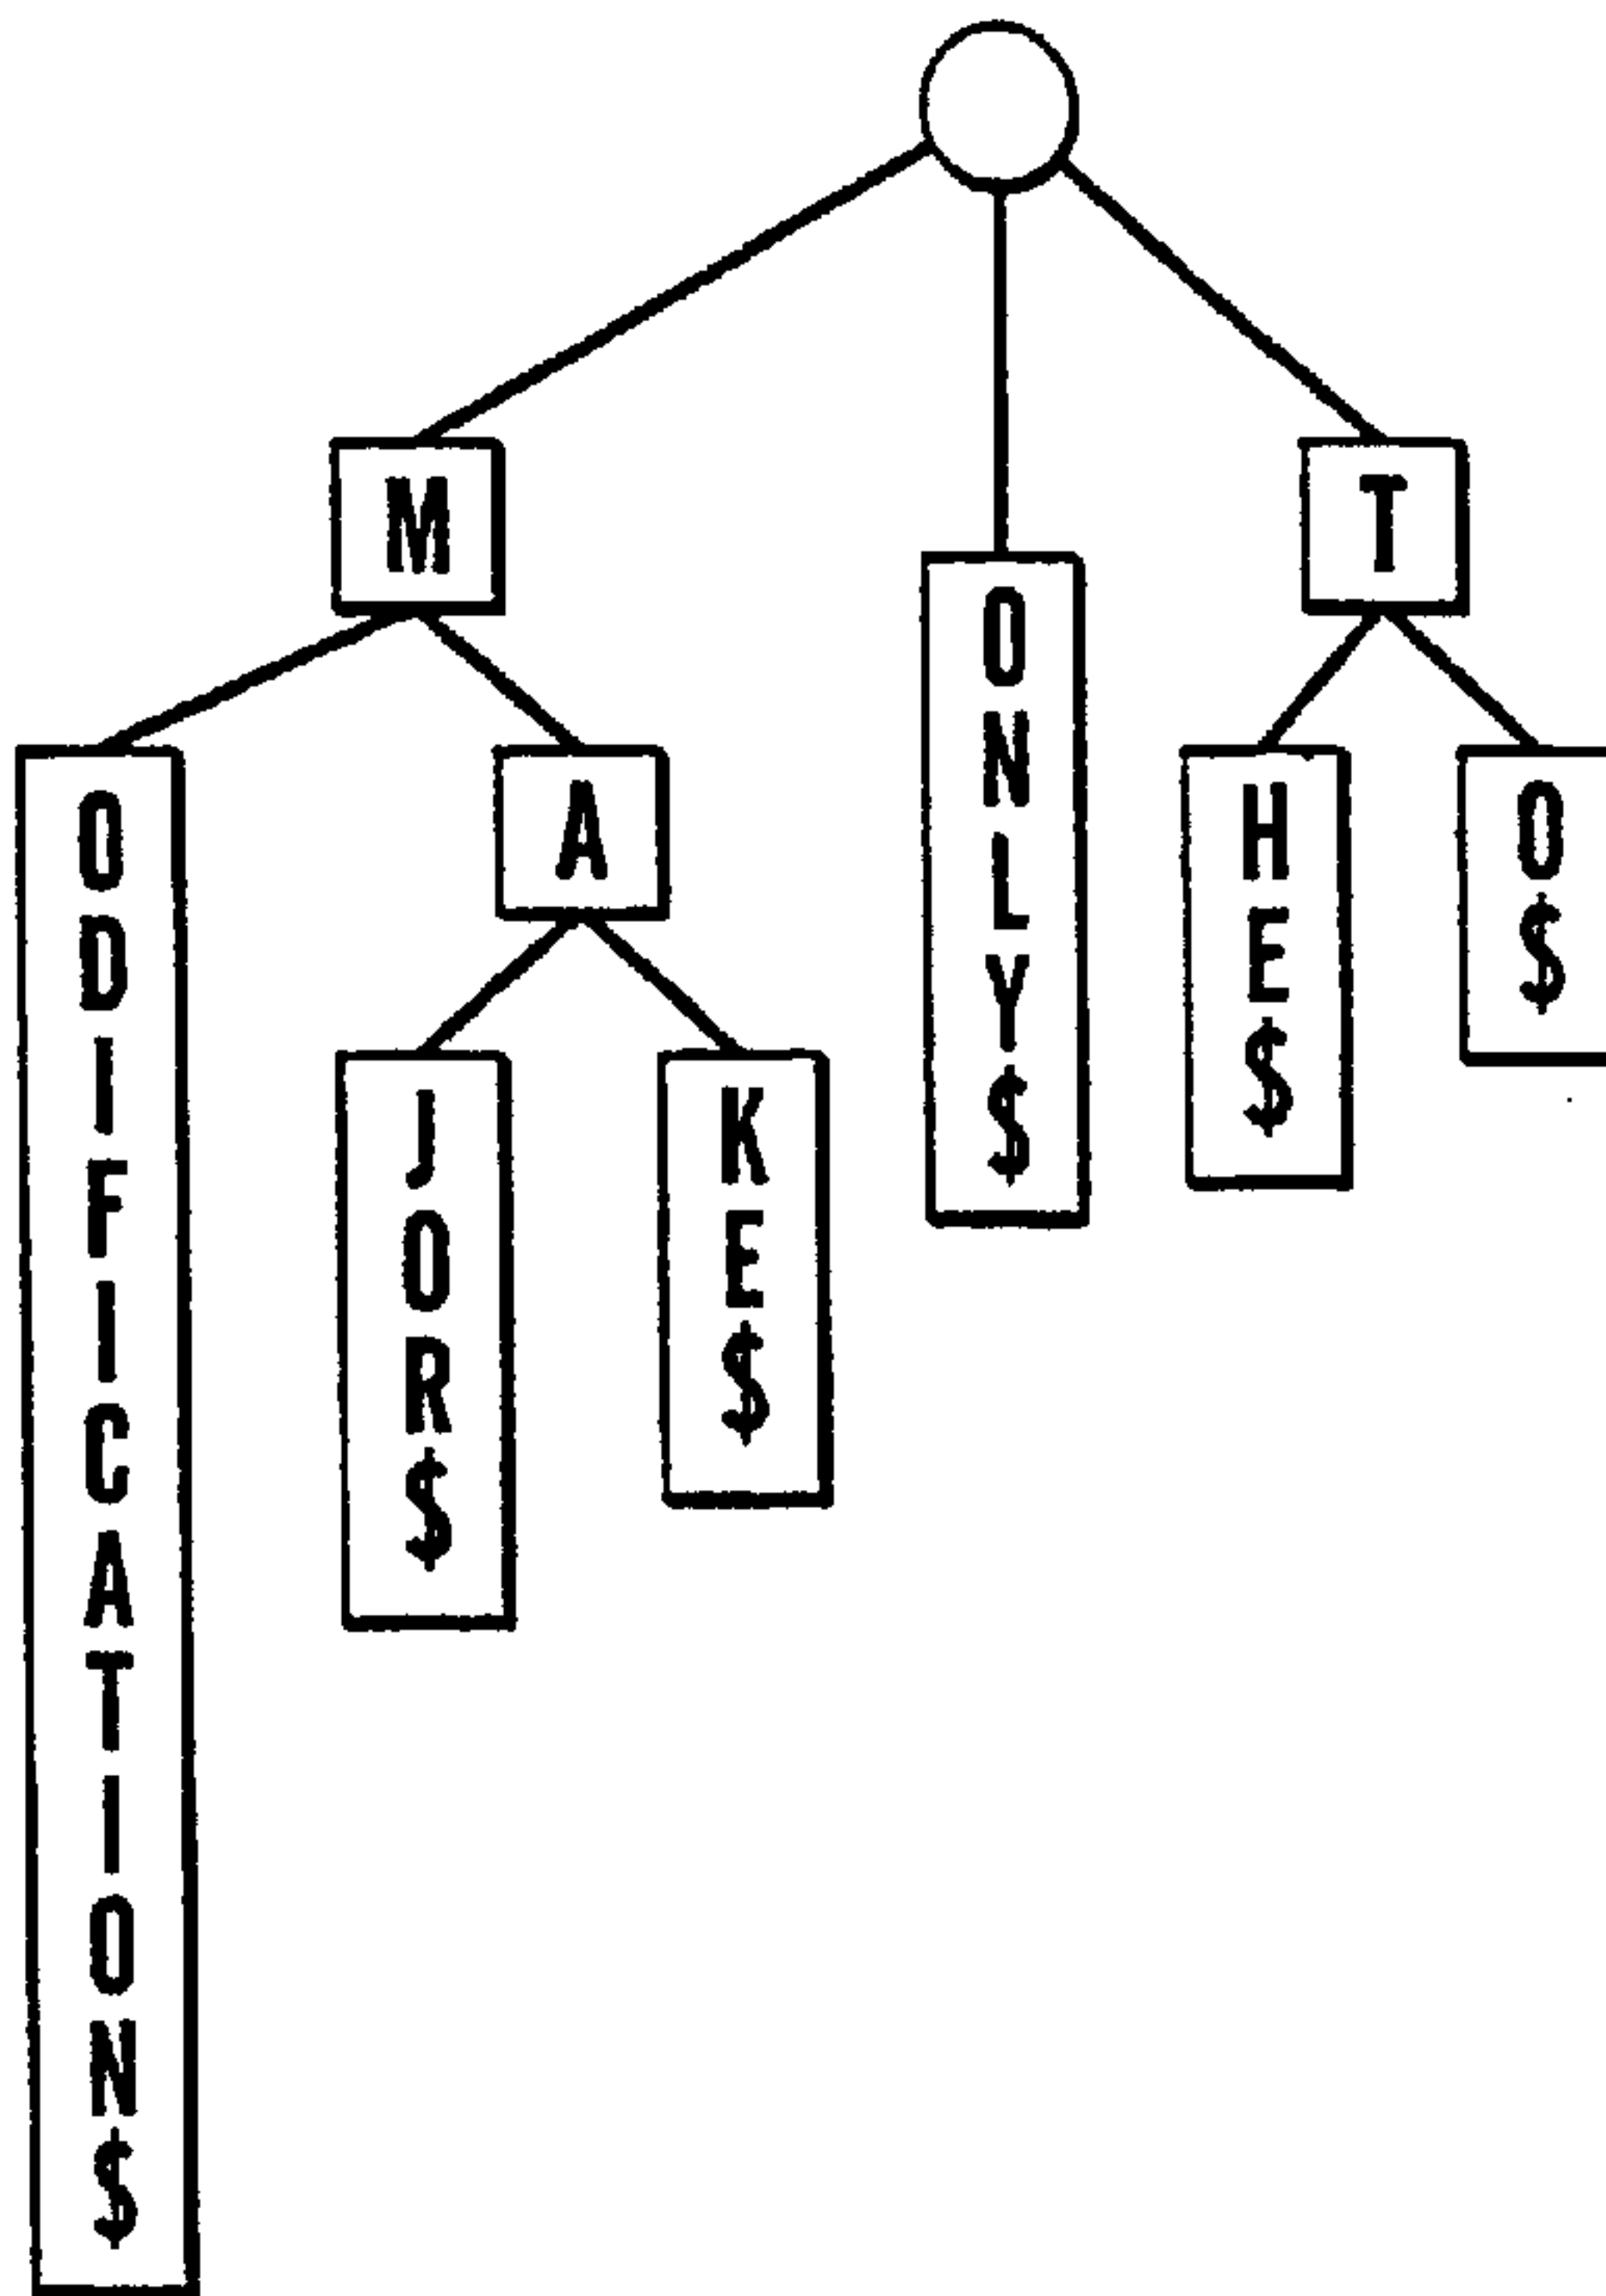 M
T
ODIFICATIONS
A
ONLY$
HE$
O$
JOR$
KE$